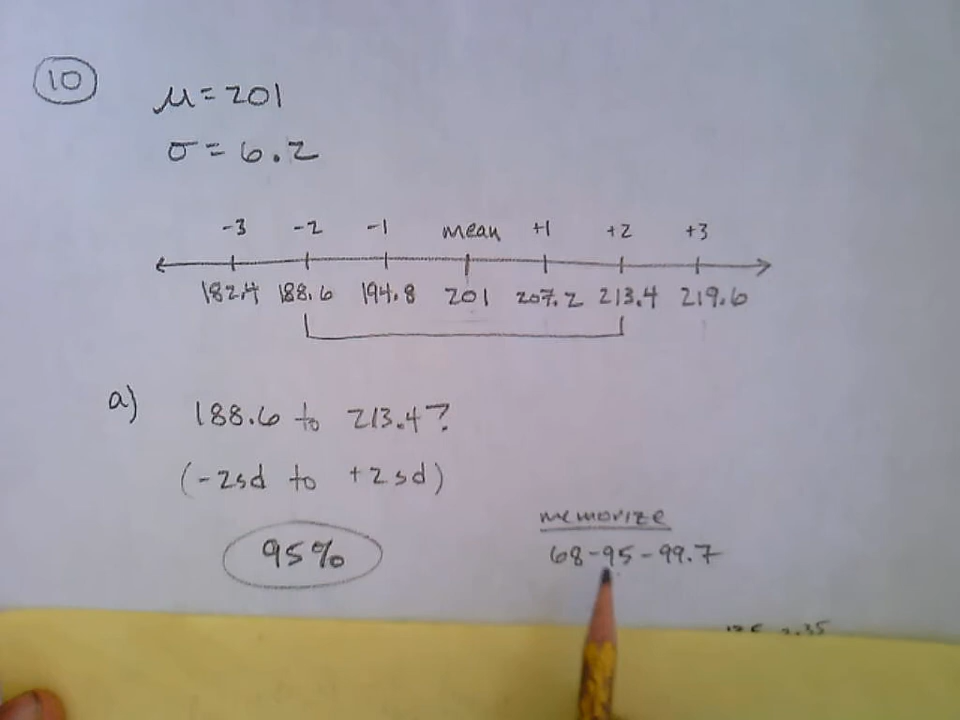 10
μ = 201
σ = 6.2
-3 -2 -1 mean +1 +2 +3
182.4 188.6 194.8 201 207.2 213.4 219.6
a) 188.6 to 213.4?
(-2sd to +2sd)
memorize
95%
68-95-99.7